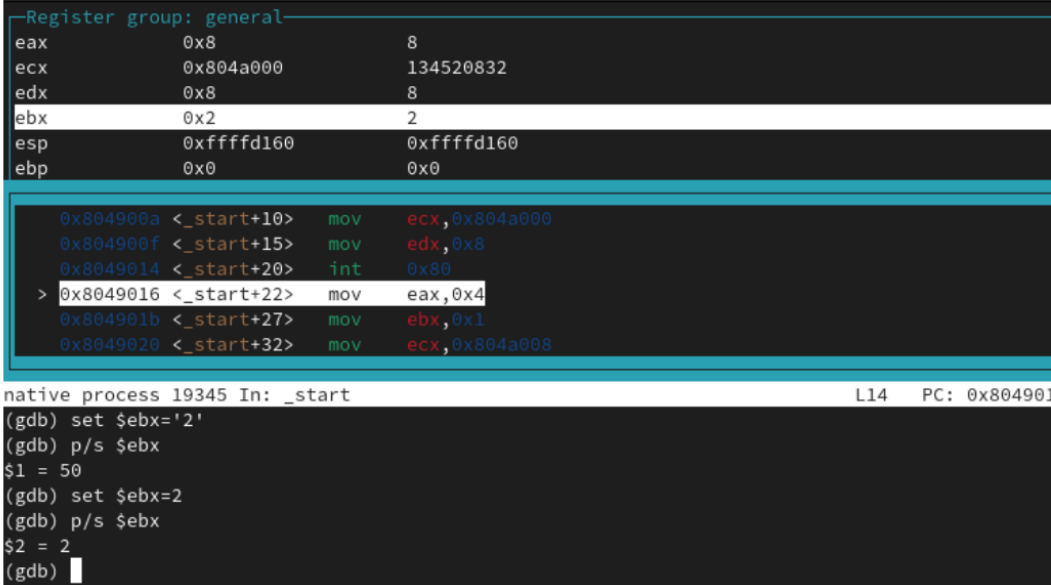 Register group: general
eax 0x8 8
ecx 0x804a000 134520832
edx 0x8 8
ebx 0x2 2
esp 0xffffd160 0xffffd160
ebp 0x0 0x0
0x804900a <_start+10> mov ecx,0x804a000
0x804900f <_start+15> mov edx,0x8
0x8049014 <_start+20> int 0x80
> 0x8049016 <_start+22> mov eax,0x4
0x804901b <_start+27> mov ebx,0x1
0x8049020 <_start+32> mov ecx,0x804a008
native process 19345 In: _start L14 PC: 0x804901
(gdb) set $ebx='2'
(gdb) p/s $ebx
$1 = 50
(gdb) set $ebx=2
(gdb) p/s $ebx
$2 = 2
(gdb)